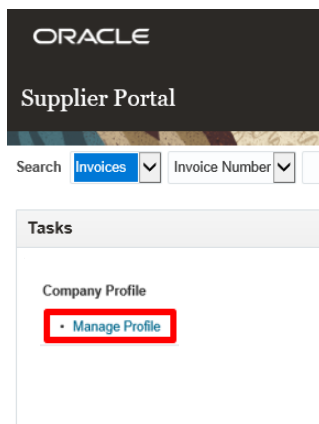 ORACLE
Supplier Portal
Search Invoices Invoice Number
Tasks
Company Profile
• Manage Profile